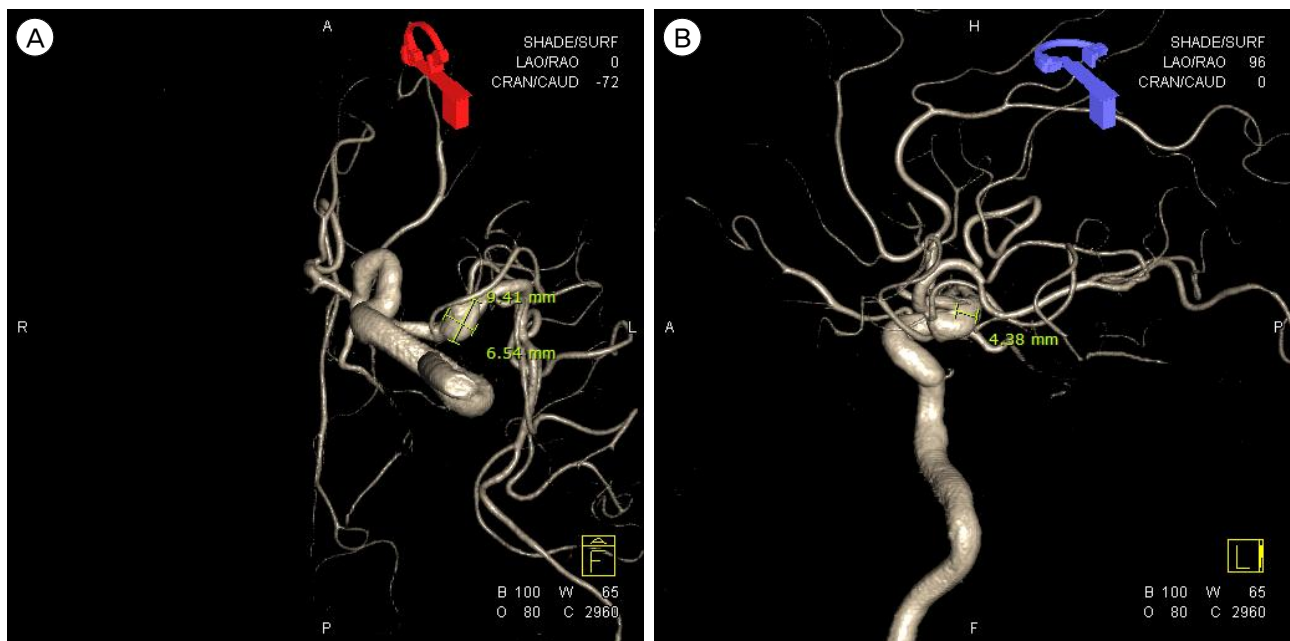 A
A
SHADE/SURF
LAO/RAO 0
CRAN/CAUD -72
R
9.41 mm
6.54 mm
L
A
F
B 100 W 65
O 80 C 2960
P
B
H
SHADE/SURF
LAO/RAO 96
CRAN/CAUD 0
A
4.38 mm
P
L
B 100 W 65
O 80 C 2960
F